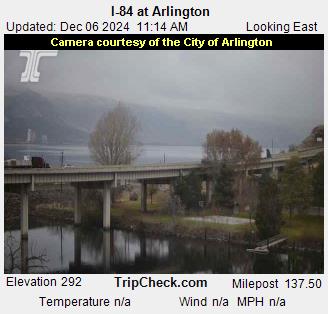 I-84 at Arlington
Updated: Dec 06 2024 11:14 AM Looking East
Camera courtesy of the City of Arlington
Elevation 292 TripCheck.com Milepost 137.50
Temperature n/a Wind n/a MPH n/a